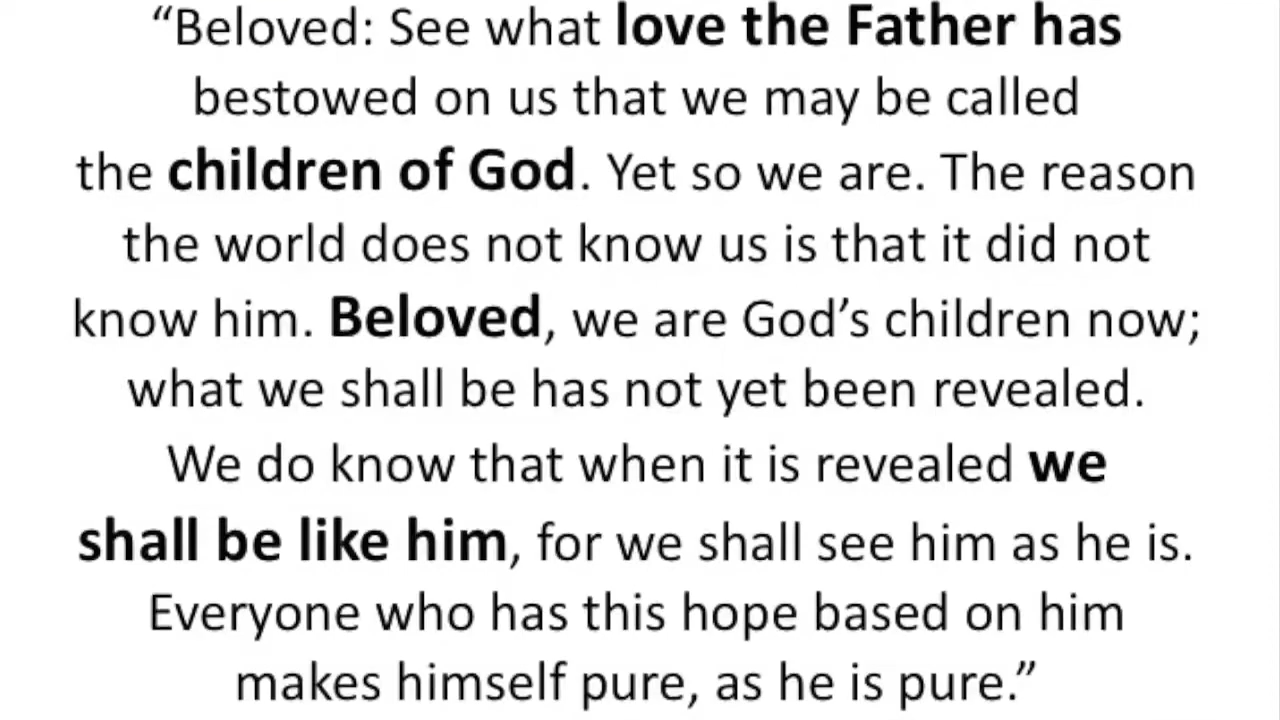 “Beloved: See what love the Father has
bestowed on us that we may be called
the children of God. Yet so we are. The reason
the world does not know us is that it did not
know him. Beloved, we are God’s children now;
what we shall be has not yet been revealed.
We do know that when it is revealed we
shall be like him, for we shall see him as he is.
Everyone who has this hope based on him
makes himself pure, as he is pure.”